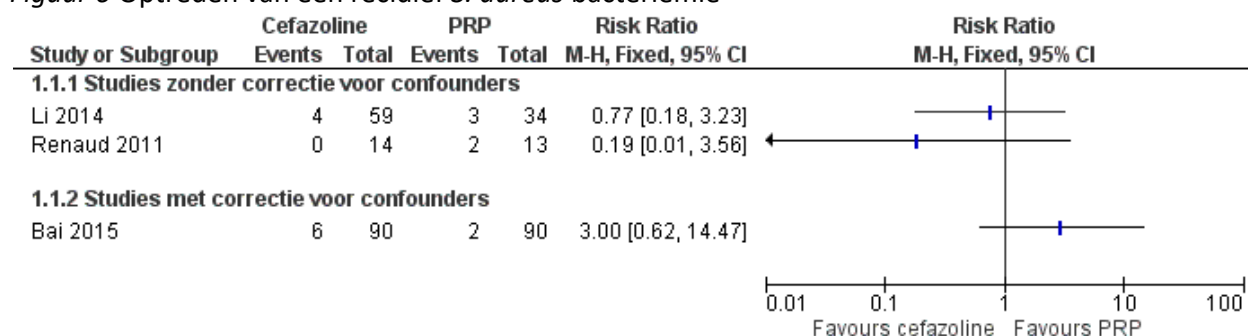 Figuur 6 Optreden van een recidief S. aureus bacteriëmie
Cefazoline PRP Risk Ratio Risk Ratio
Study or Subgroup Events Total Events Total M-H, Fixed, 95% CI M-H, Fixed, 95% CI
1.1.1 Studies zonder correctie voor confounders
Li 2014 4 59 3 34 0.77 [0.18, 3.23]
Renaud 2011 0 14 2 13 0.19 [0.01, 3.56]
1.1.2 Studies met correctie voor confounders
Bai 2015 6 90 2 90 3.00 [0.62, 14.47]
0.01 0.1 1 10 100
Favours cefazoline Favours PRP